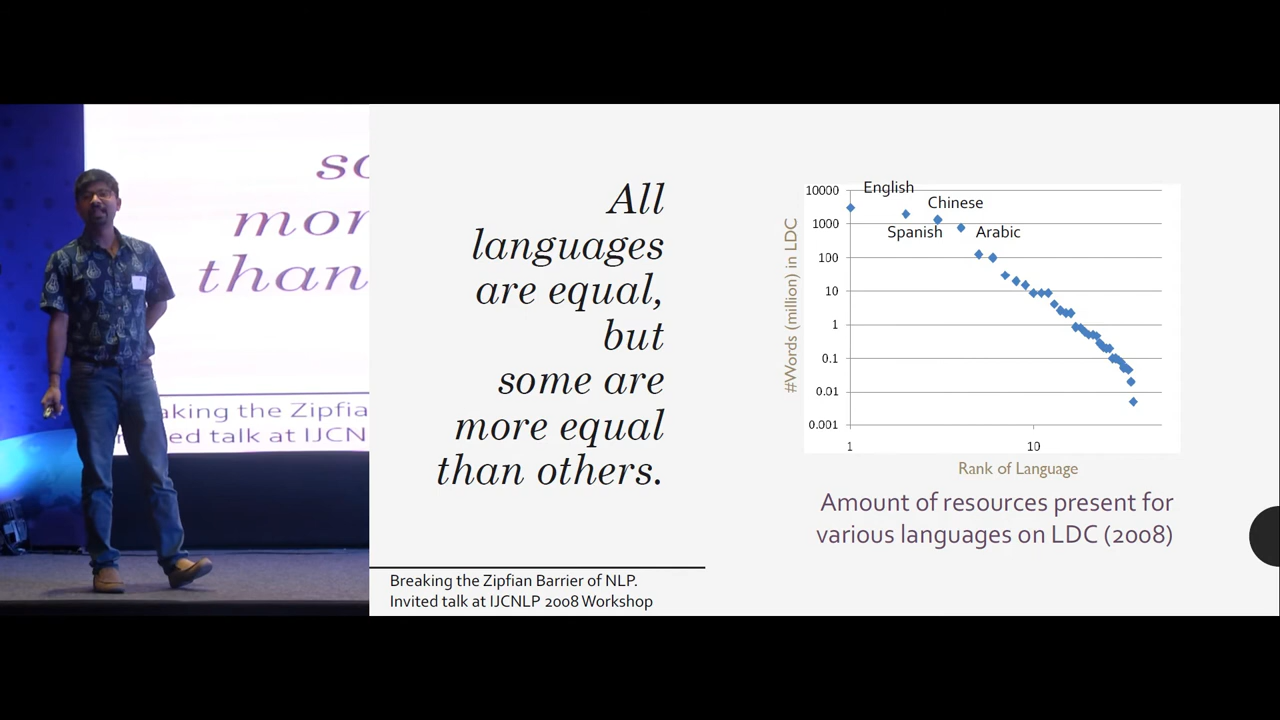 so
mor
than
aking the Zipfia
ed talk at IJCN
All
languages
are equal,
but
some are
more equal
than others.
Breaking the Zipfian Barrier of NLP.
Invited talk at IJCNLP 2008 Workshop
#Words (million) in LDC
10000
1000
100
10
1
0.1
0.01
0.001
English
Chinese
Spanish
Arabic
1
10
Rank of Language
Amount of resources present for
various languages on LDC (2008)